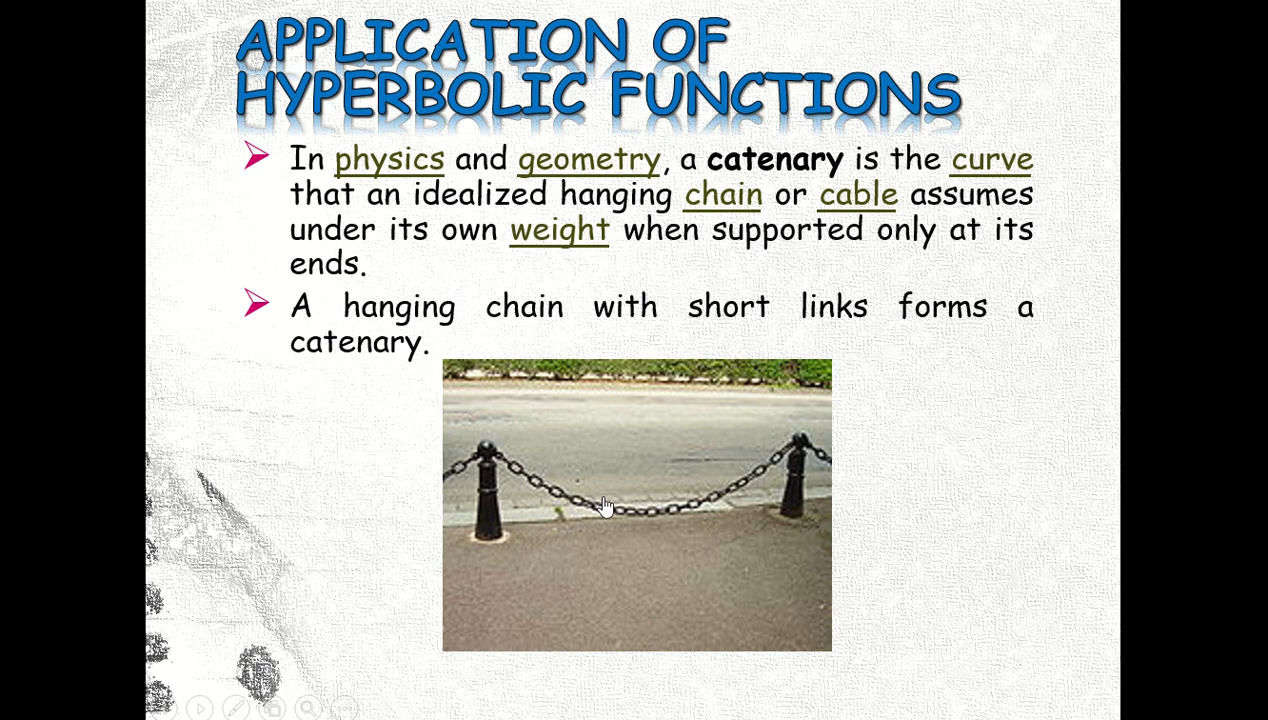 APPLICATION OF
HYPERBOLIC FUNCTIONS
In physics and geometry, a catenary is the curve
that an idealized hanging chain or cable assumes
under its own weight when supported only at its
ends.
A hanging chain with short links forms a
catenary.